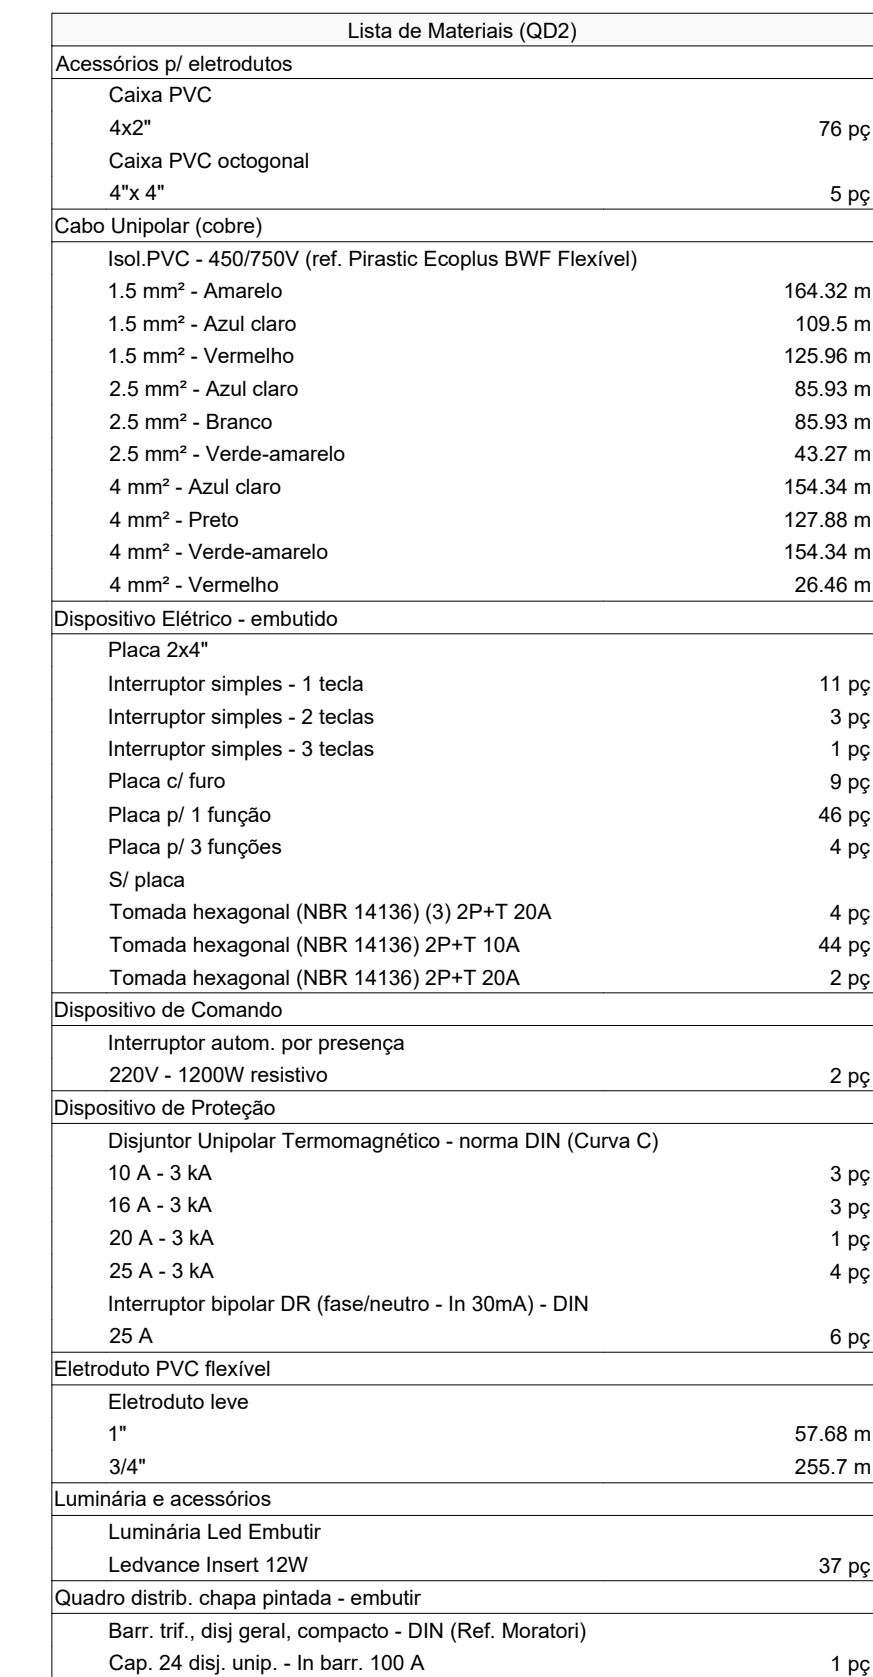 Lista de Materiais (QD2)
Acessórios p/ eletrodutos
Caixa PVC
4x2" 76 pç
Caixa PVC octogonal
4"x 4" 5 pç
Cabo Unipolar (cobre)
Isol.PVC - 450/750V (ref. Pirastic Ecoplus BWF Flexível)
1.5 mm² - Amarelo 164.32 m
1.5 mm² - Azul claro 109.5 m
1.5 mm² - Vermelho 125.96 m
2.5 mm² - Azul claro 85.93 m
2.5 mm² - Branco 85.93 m
2.5 mm² - Verde-amarelo 43.27 m
4 mm² - Azul claro 154.34 m
4 mm² - Preto 127.88 m
4 mm² - Verde-amarelo 154.34 m
4 mm² - Vermelho 26.46 m
Dispositivo Elétrico - embutido
Placa 2x4"
Interruptor simples - 1 tecla 11 pç
Interruptor simples - 2 teclas 3 pç
Interruptor simples - 3 teclas 1 pç
Placa c/ furo 9 pç
Placa p/ 1 função 46 pç
Placa p/ 3 funções 4 pç
S/ placa
Tomada hexagonal (NBR 14136) (3) 2P+T 20A 4 pç
Tomada hexagonal (NBR 14136) 2P+T 10A 44 pç
Tomada hexagonal (NBR 14136) 2P+T 20A 2 pç
Dispositivo de Comando
Interruptor autom. por presença
220V - 1200W resistivo 2 pç
Dispositivo de Proteção
Disjuntor Unipolar Termomagnético - norma DIN (Curva C)
10 A - 3 kA 3 pç
16 A - 3 kA 3 pç
20 A - 3 kA 1 pç
25 A - 3 kA 4 pç
Interruptor bipolar DR (fase/neutro - In 30mA) - DIN
25 A 6 pç
Eletroduto PVC flexível
Eletroduto leve
1" 57.68 m
3/4" 255.7 m
Luminária e acessórios
Luminária Led Embutir
Ledvance Insert 12W 37 pç
Quadro distrib. chapa pintada - embutir
Barr. trif., disj geral, compacto - DIN (Ref. Moratori)
Cap. 24 disj. unip. - In barr. 100 A 1 pç